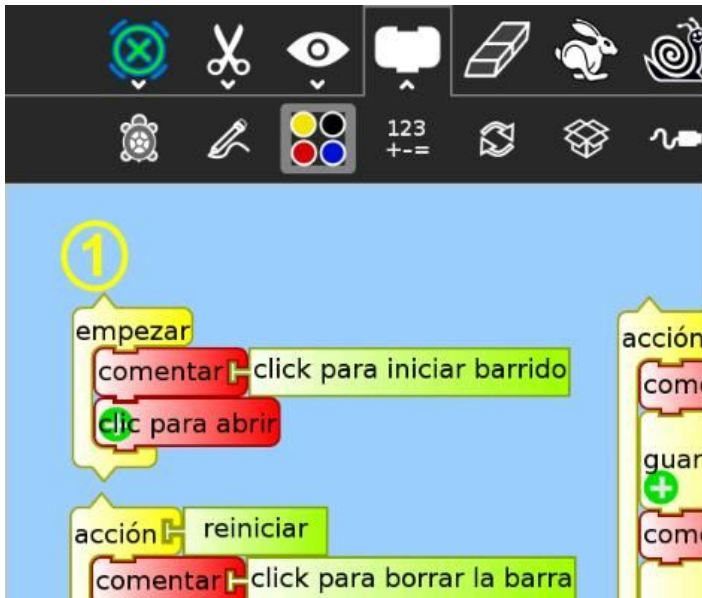 123
+-=
1
empezar
comentar click para iniciar barrido
clic para abrir
acción reiniciar
comentar click para borrar la barra
acción